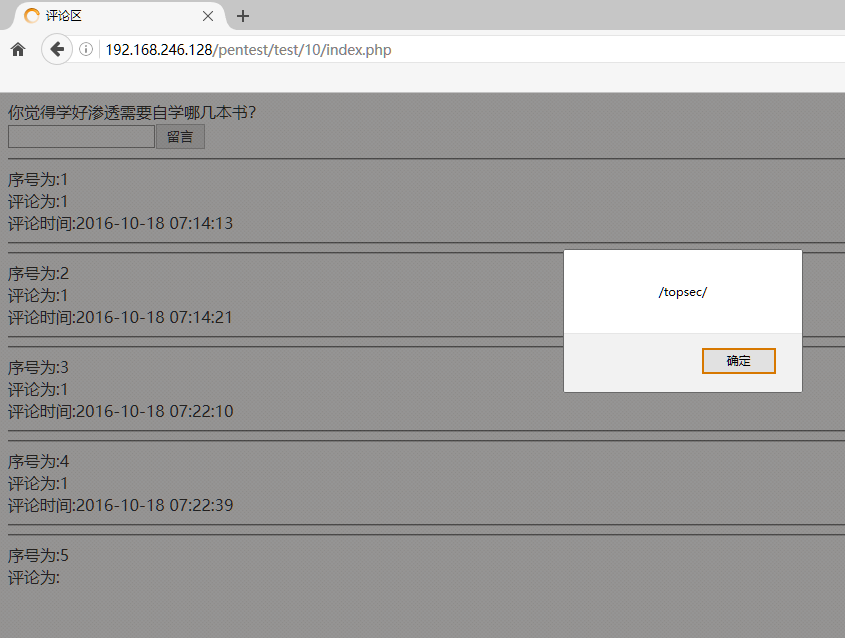 评论区
192.168.246.128/pentest/test/10/index.php
你觉得学好渗透需要自学哪几本书?
留言
序号为:1
评论为:1
评论时间:2016-10-18 07:14:13
序号为:2
评论为:1
评论时间:2016-10-18 07:14:21
/topsec/
确定
序号为:3
评论为:1
评论时间:2016-10-18 07:22:10
序号为:4
评论为:1
评论时间:2016-10-18 07:22:39
序号为:5
评论为: